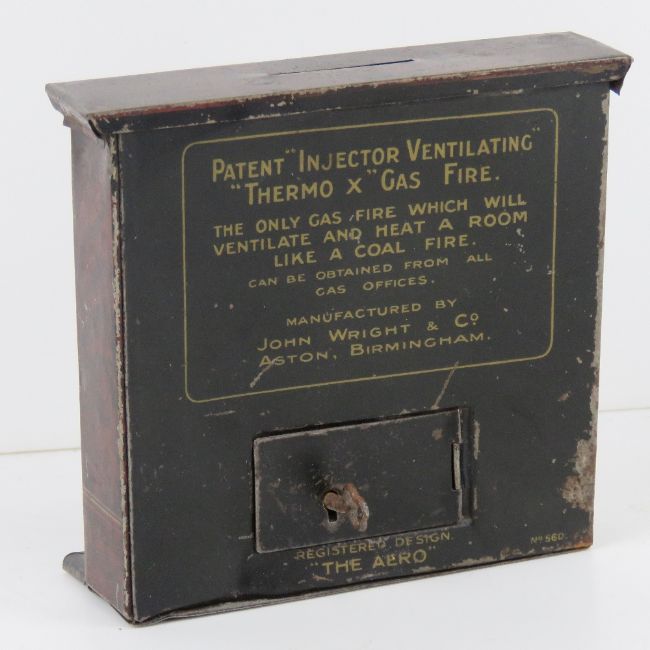 PATENT "INJECTOR VENTILATING"
"THERMO X" GAS FIRE.
THE ONLY GAS FIRE WHICH WILL
VENTILATE AND HEAT A ROOM
LIKE A COAL FIRE.
CAN BE OBTAINED FROM ALL
GAS OFFICES.
MANUFACTURED BY
JOHN WRIGHT & Co
ASTON, BIRMINGHAM.
REGISTERED DESIGN.
"THE AERO"
No 560